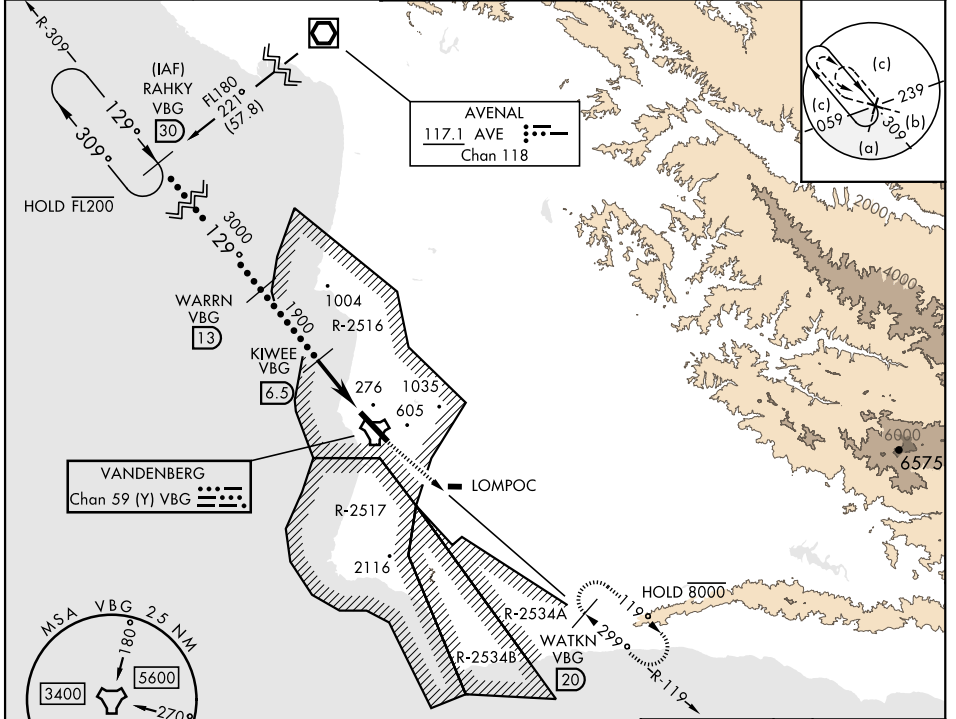 R-309
(IAF)
RAHKY
VBG
30
FL180
221°
(57.8)
129°
309°
HOLD FL200
AVENAL
117.1 AVE
Chan 118
(c)
(c)
239
059
309
(b)
(a)
2000
4000
3000
129°
WARRN
VBG
13
1900
1004
R-2516
KIWEE
VBG
6.5
276
1035
605
6000
6575
VANDENBERG
Chan 59 (Y) VBG
LOMPOC
R-2517
2116
HOLD 8000
119°
299°
R-2534A
WATKN
VBG
20
R-2534B
R-119
MSA VBG 25 NM
180°
3400
5600
270°